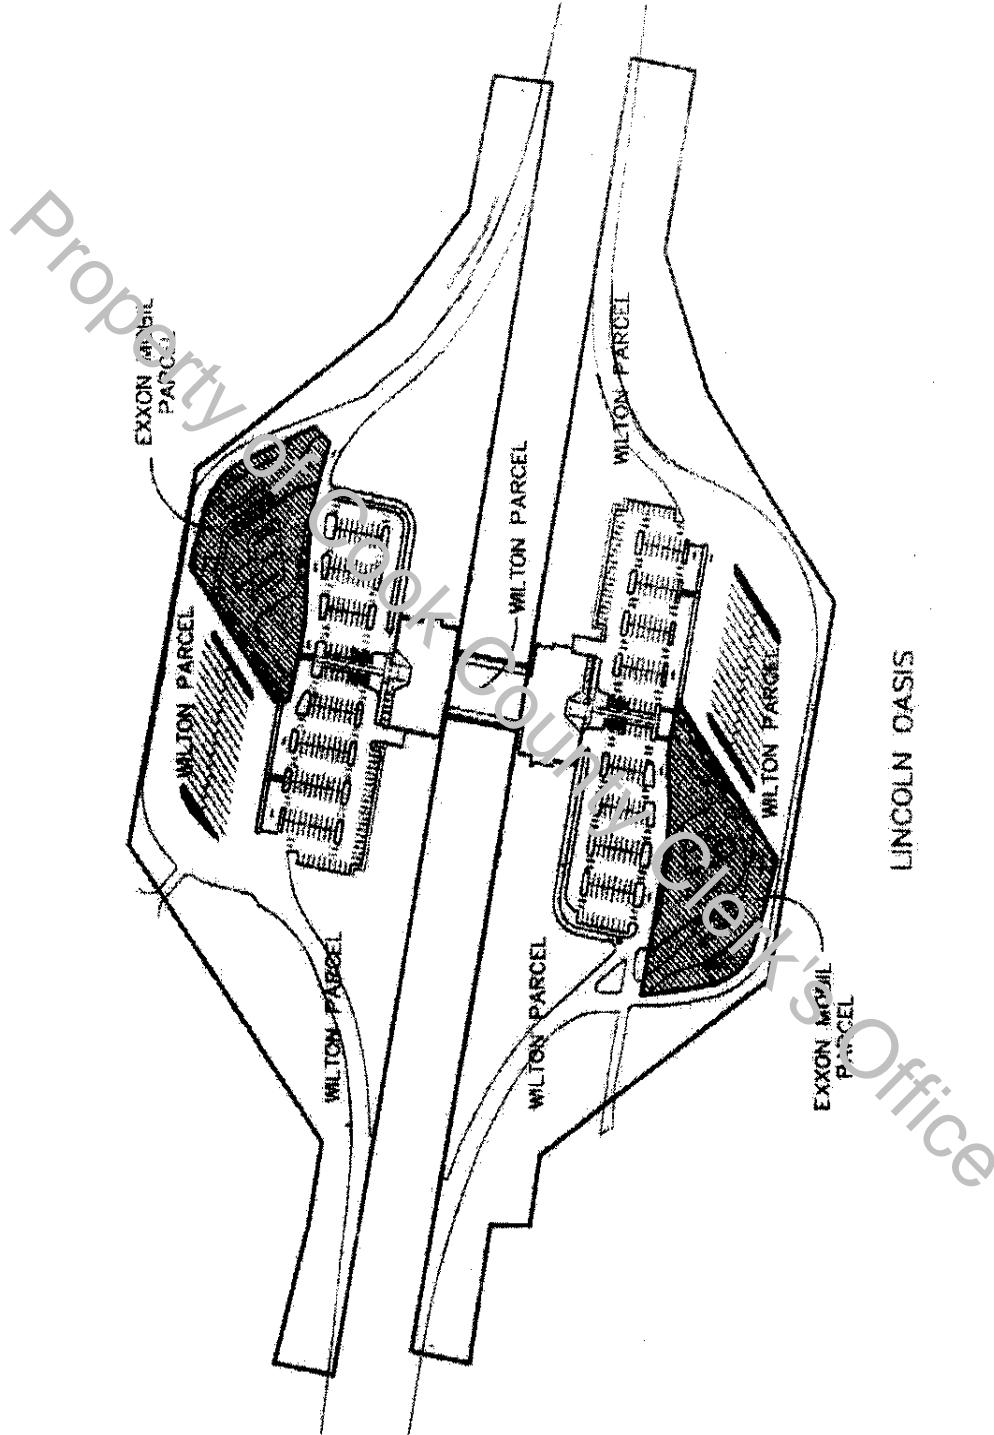 EXXON MOBIL
PARCEL
WILTON PARCEL
WILTON PARCEL
WILTON PARCEL
WILTON PARCEL
WILTON PARCEL
WILTON PARCEL
EXXON MOBIL
PARCEL
LINCOLN OASIS
Property of Cook County Clerk's Office